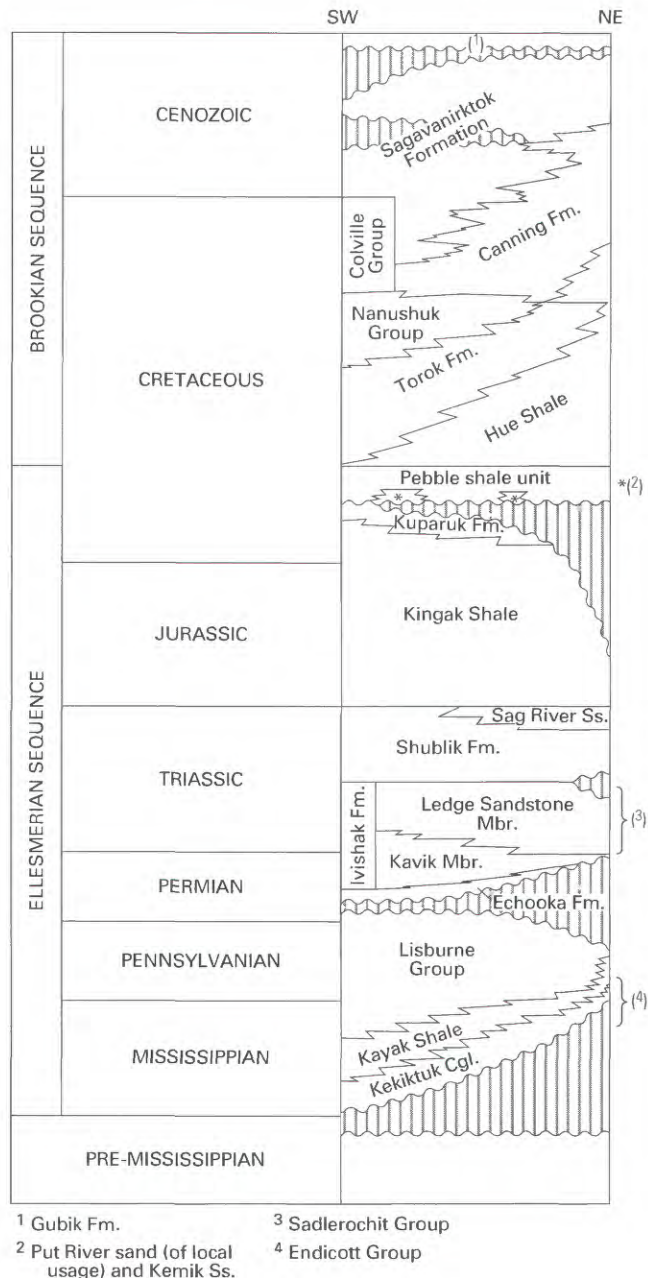 SW
NE
(1)
CENOZOIC
Sagavanirktok
Formation
BROOKIAN SEQUENCE
Colville
Group
Canning Fm.
Nanushuk
Group
CRETACEOUS
Torok Fm.
Hue Shale
Pebble shale unit
*
*
*(2)
Kuparuk Fm.
JURASSIC
Kingak Shale
ELLESMERIAN SEQUENCE
Sag River Ss.
Shublik Fm.
TRIASSIC
Ivishak Fm.
Ledge Sandstone
Mbr.
(3)
Kavik Mbr.
PERMIAN
Echooka Fm.
PENNSYLVANIAN
Lisburne
Group
(4)
Kayak Shale
MISSISSIPPIAN
Kekiktuk Cgl.
PRE-MISSISSIPPIAN
1 Gubik Fm.
2 Put River sand (of local
usage) and Kemik Ss.
3 Sadlerochit Group
4 Endicott Group